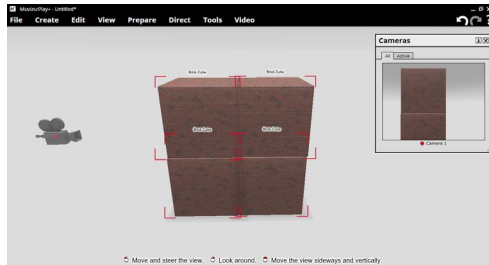 MuvizuPlay+ - Untitled*
File Create Edit View Prepare Direct Tools Video
Cameras
All Active
Camera 1
Brick Cube Brick Cube
Brick Cube Brick Cube
Move and steer the view. Look around. Move the view sideways and vertically.